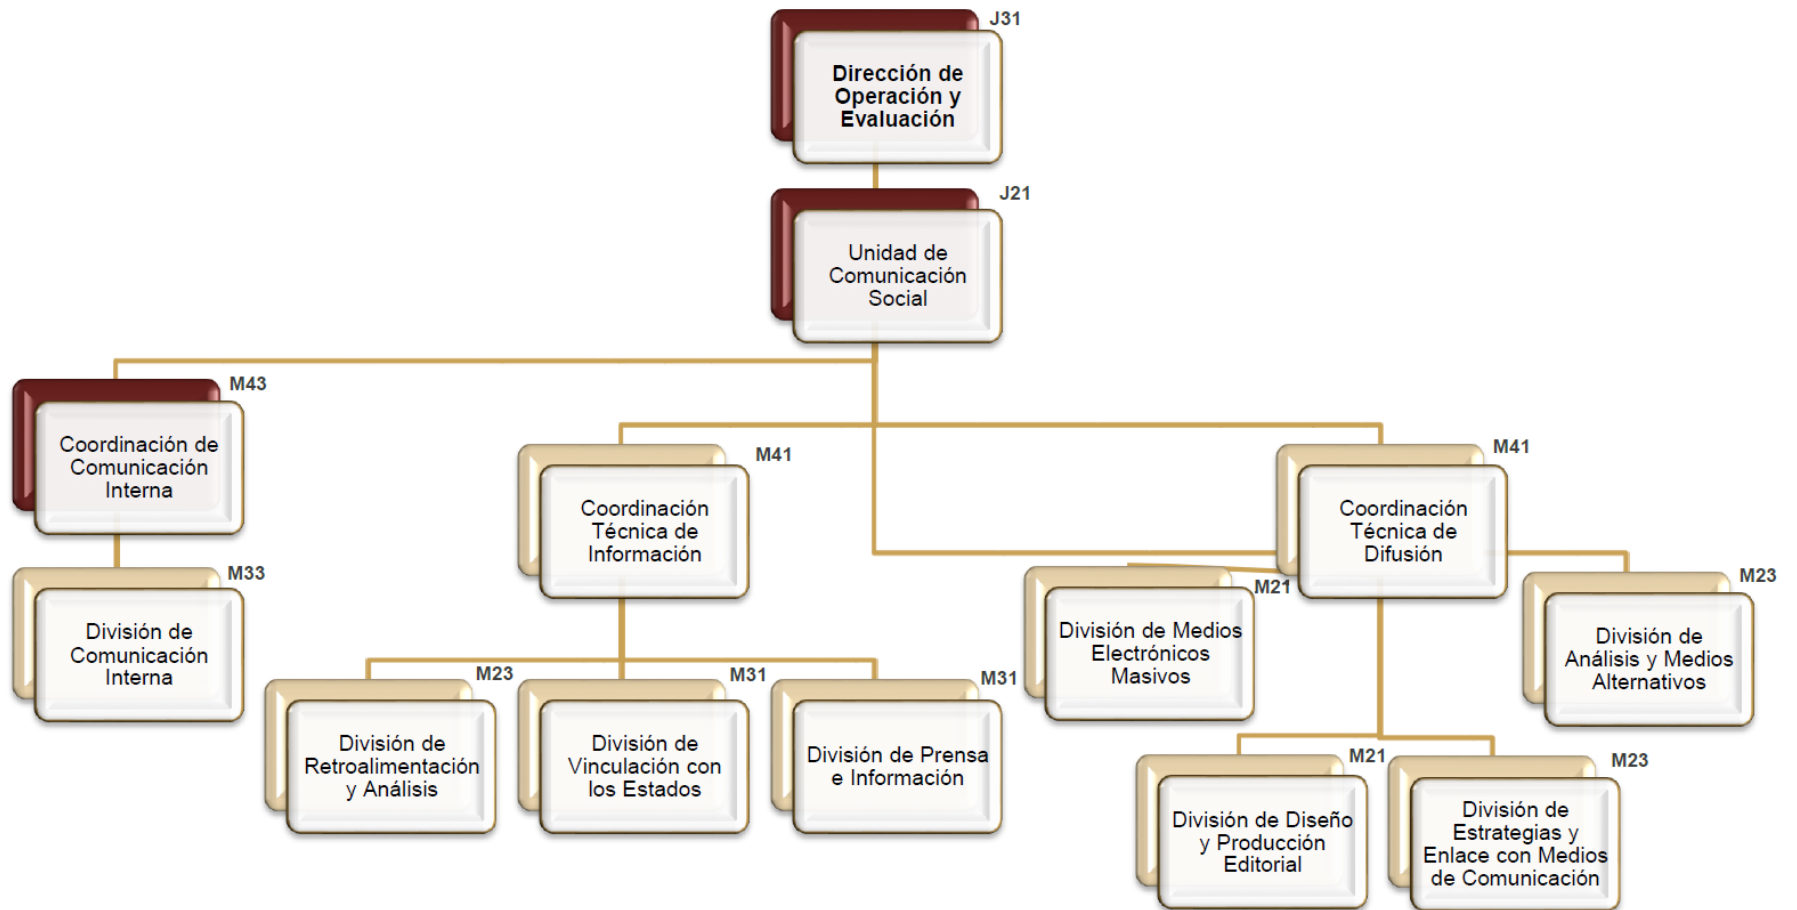 J31
Dirección de
Operación y
Evaluación
J21
Unidad de
Comunicación
Social
M43
Coordinación de
Comunicación
Interna
M41
Coordinación
Técnica de
Información
M41
Coordinación
Técnica de
Difusión
M33
División de
Comunicación
Interna
M21
División de Medios
Electrónicos
Masivos
M23
División de
Análisis y Medios
Alternativos
M23
División de
Retroalimentación
y Análisis
M31
División de
Vinculación con
los Estados
M31
División de Prensa
e Información
M21
División de Diseño
y Producción
Editorial
M23
División de
Estrategias y
Enlace con Medios
de Comunicación